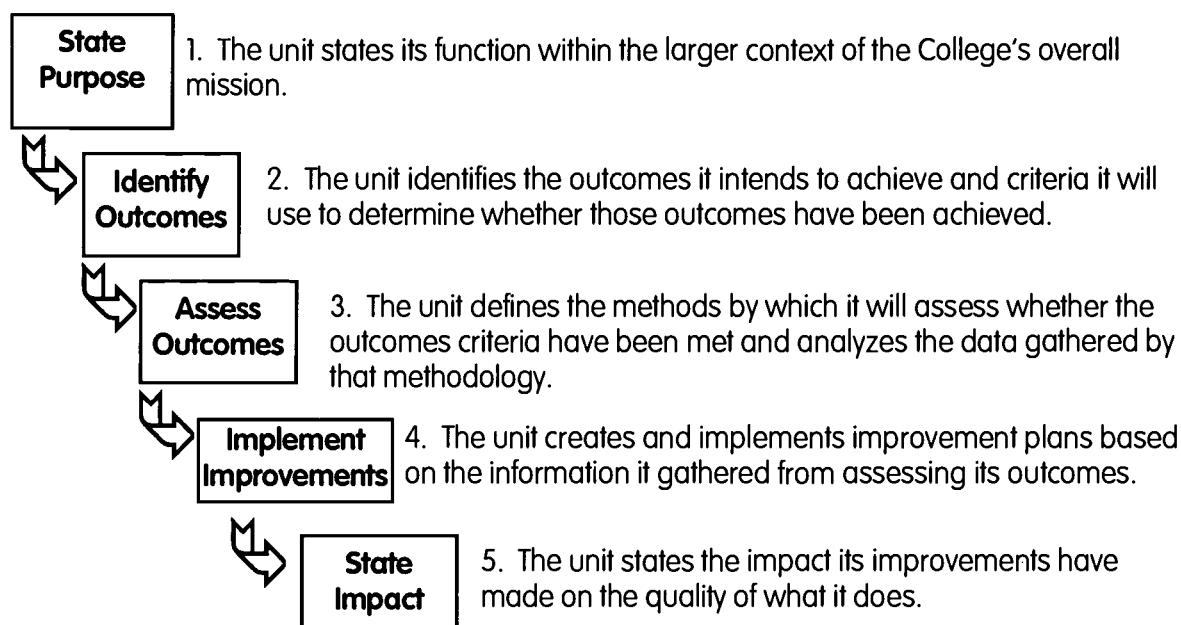 State
Purpose
1. The unit states its function within the larger context of the College's overall
mission.
Identify
Outcomes
2. The unit identifies the outcomes it intends to achieve and criteria it will
use to determine whether those outcomes have been achieved.
Assess
Outcomes
3. The unit defines the methods by which it will assess whether the
outcomes criteria have been met and analyzes the data gathered by
that methodology.
Implement
Improvements
4. The unit creates and implements improvement plans based
on the information it gathered from assessing its outcomes.
State
Impact
5. The unit states the impact its improvements have
made on the quality of what it does.